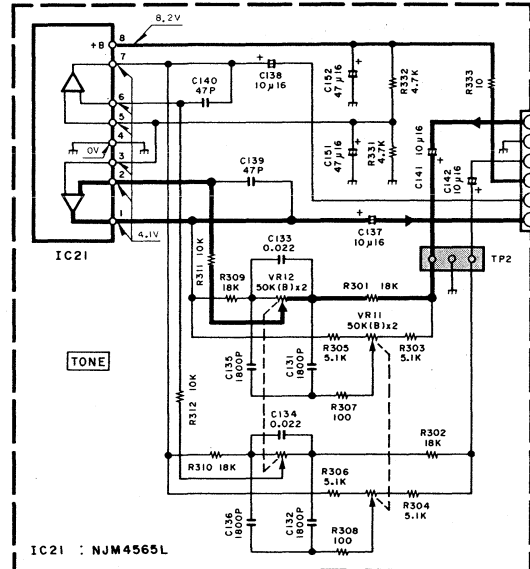 8.2V
+B
8
7
6
5
4
3
2
1
0V
4.1V
IC21
C140
47P
C138
10µ16
C152
47µ16
R332
4.7K
R333
10
C151
47µ16
R331
4.7K
C141 10µ16
C142
10µ16
C139
47P
C137
10µ16
TP2
R311 10K
C133
0.022
R309
18K
VR12
50K(B)x2
R301 18K
VR11
50K(B)x2
R305
5.1K
R303
5.1K
C135
1800P
C131
1800P
R307
100
TONE
R312 10K
C134
0.022
R302
18K
R310 18K
R306
5.1K
R304
5.1K
C136
1800P
C132
1800P
R308
100
IC21 : NJM4565L